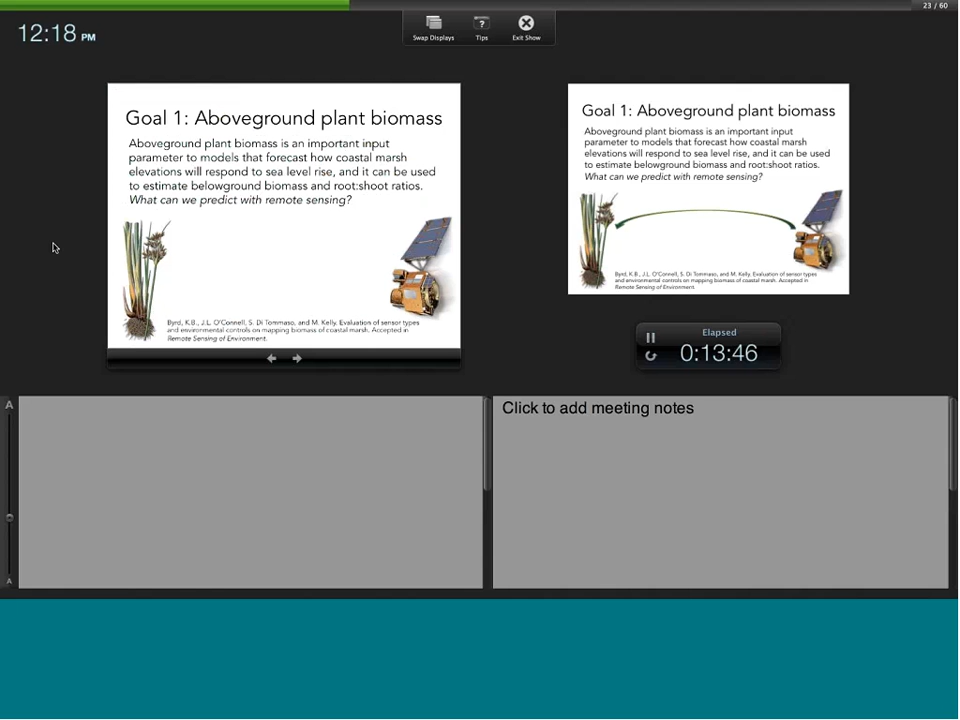 23 / 60
12:18 PM
Swap Displays
Tips
Exit Show
Goal 1: Aboveground plant biomass
Aboveground plant biomass is an important input
parameter to models that forecast how coastal marsh
elevations will respond to sea level rise, and it can be used
to estimate belowground biomass and root:shoot ratios.
What can we predict with remote sensing?
Byrd, K.B., J.L. O'Connell, S. Di Tommaso, and M. Kelly. Evaluation of sensor types
and environmental controls on mapping biomass of coastal marsh. Accepted in
Remote Sensing of Environment.
Goal 1: Aboveground plant biomass
Aboveground plant biomass is an important input
parameter to models that forecast how coastal marsh
elevations will respond to sea level rise, and it can be used
to estimate belowground biomass and root:shoot ratios.
What can we predict with remote sensing?
Byrd, K.B., J.L. O'Connell, S. Di Tommaso, and M. Kelly. Evaluation of sensor types
and environmental controls on mapping biomass of coastal marsh. Accepted in
Remote Sensing of Environment.
Elapsed
0:13:46
A
Click to add meeting notes
A